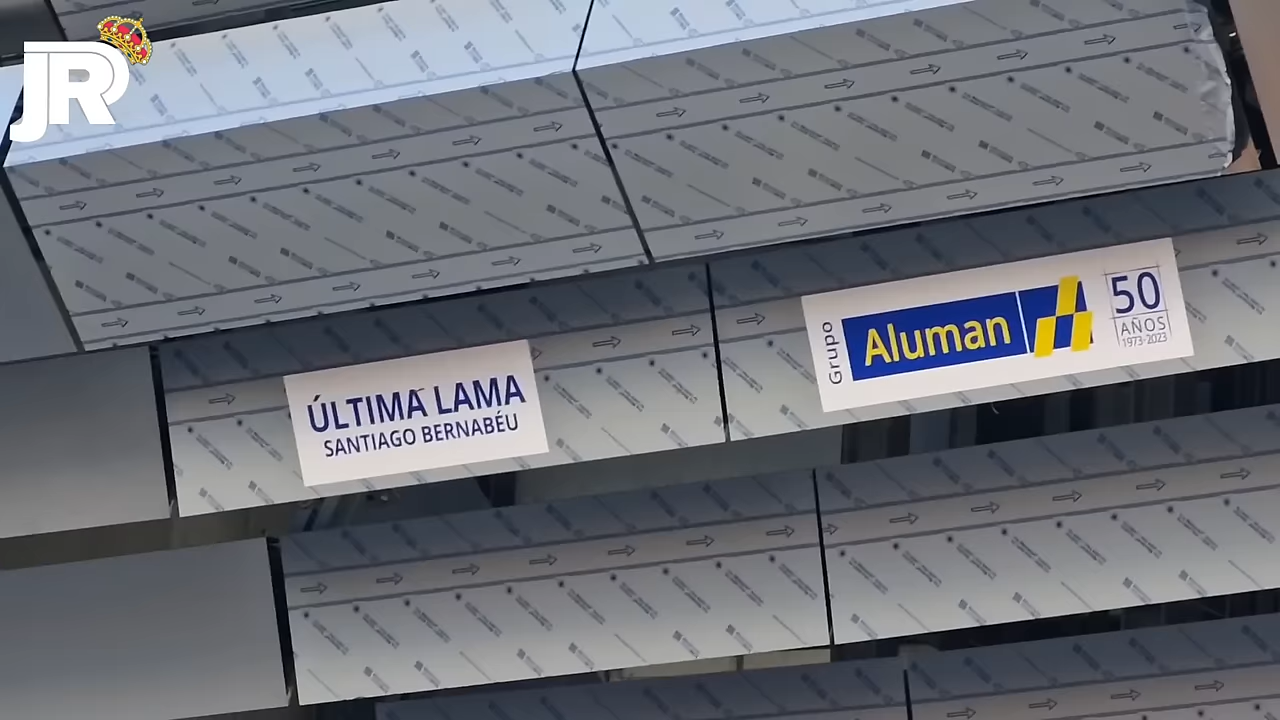 JR
ÚLTIMA LAMA
SANTIAGO BERNABÉU
Grupo
Aluman
50
AÑOS
1973-2023